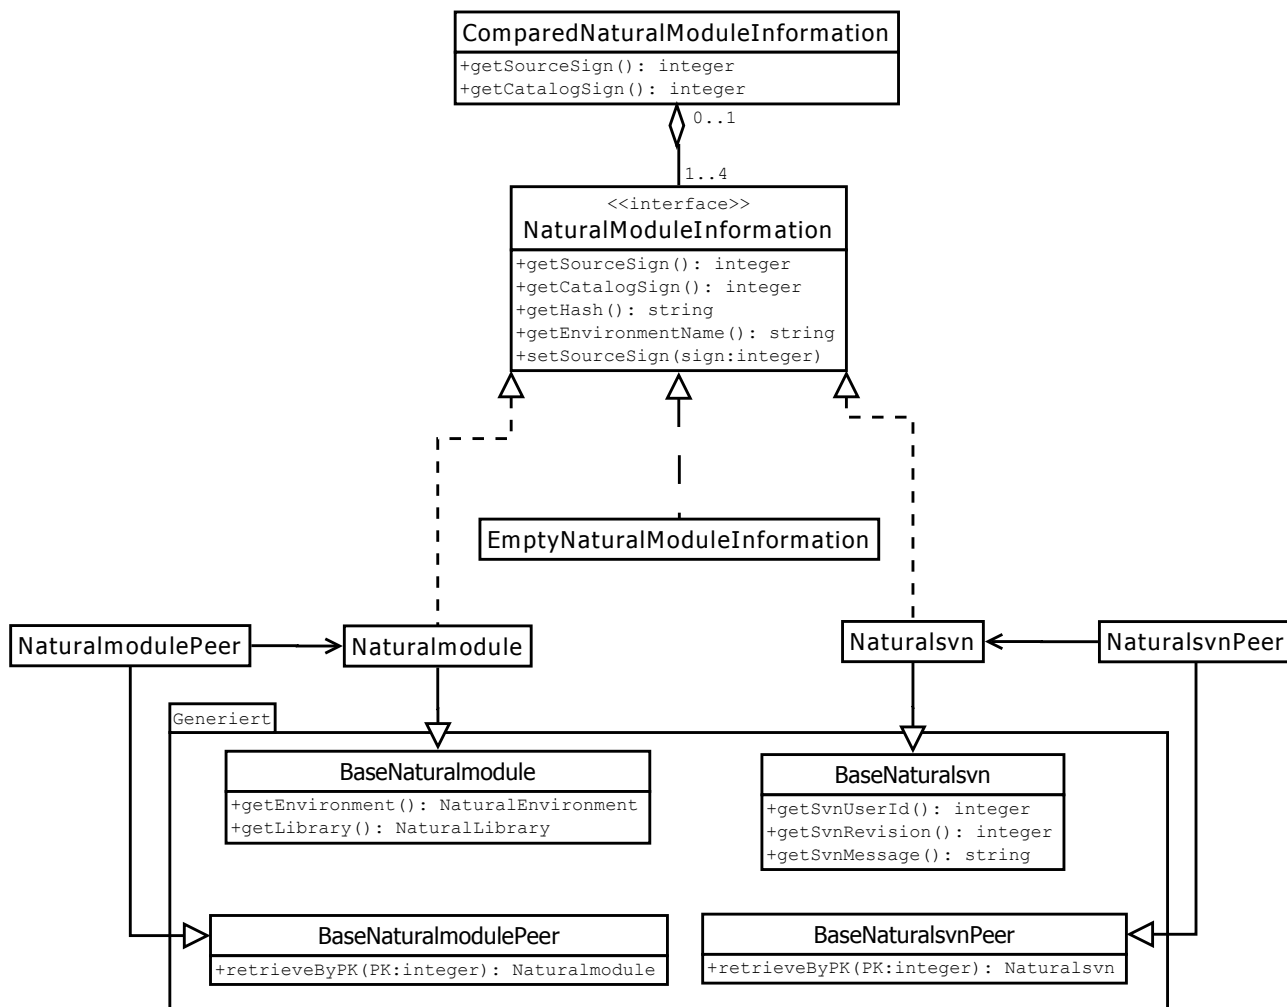 ComparedNaturalModuleInformation
+getSourceSign(): integer
+getCatalogSign(): integer
0..1
1..4
<<interface>>
NaturalModuleInformation
+getSourceSign(): integer
+getCatalogSign(): integer
+getHash(): string
+getEnvironmentName(): string
+setSourceSign(sign:integer)
EmptyNaturalModuleInformation
NaturalmodulePeer
Naturalmodule
Naturalsvn
NaturalsvnPeer
Generiert
BaseNaturalmodule
+getEnvironment(): NaturalEnvironment
+getLibrary(): NaturalLibrary
BaseNaturalsvn
+getSvnUserId(): integer
+getSvnRevision(): integer
+getSvnMessage(): string
BaseNaturalmodulePeer
+retrieveByPK(PK:integer): Naturalmodule
BaseNaturalsvnPeer
+retrieveByPK(PK:integer): Naturalsvn